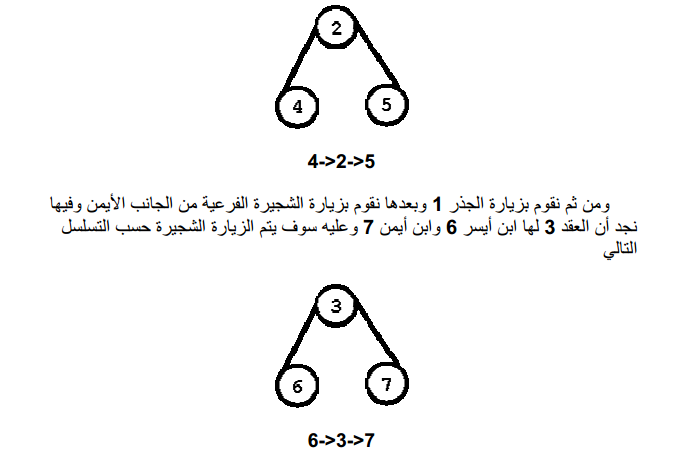 2
4
5
4->2->5
ومن ثم نقوم بزيارة الجذر 1 وبعدها نقوم بزيارة الشجيرة الفرعية من الجانب الأيمن وفيها
نجد أن العقد 3 لها ابن أيسر 6 وابن أيمن 7 وعليه سوف يتم الزيارة الشجيرة حسب التسلسل
التالي
3
6
7
6->3->7